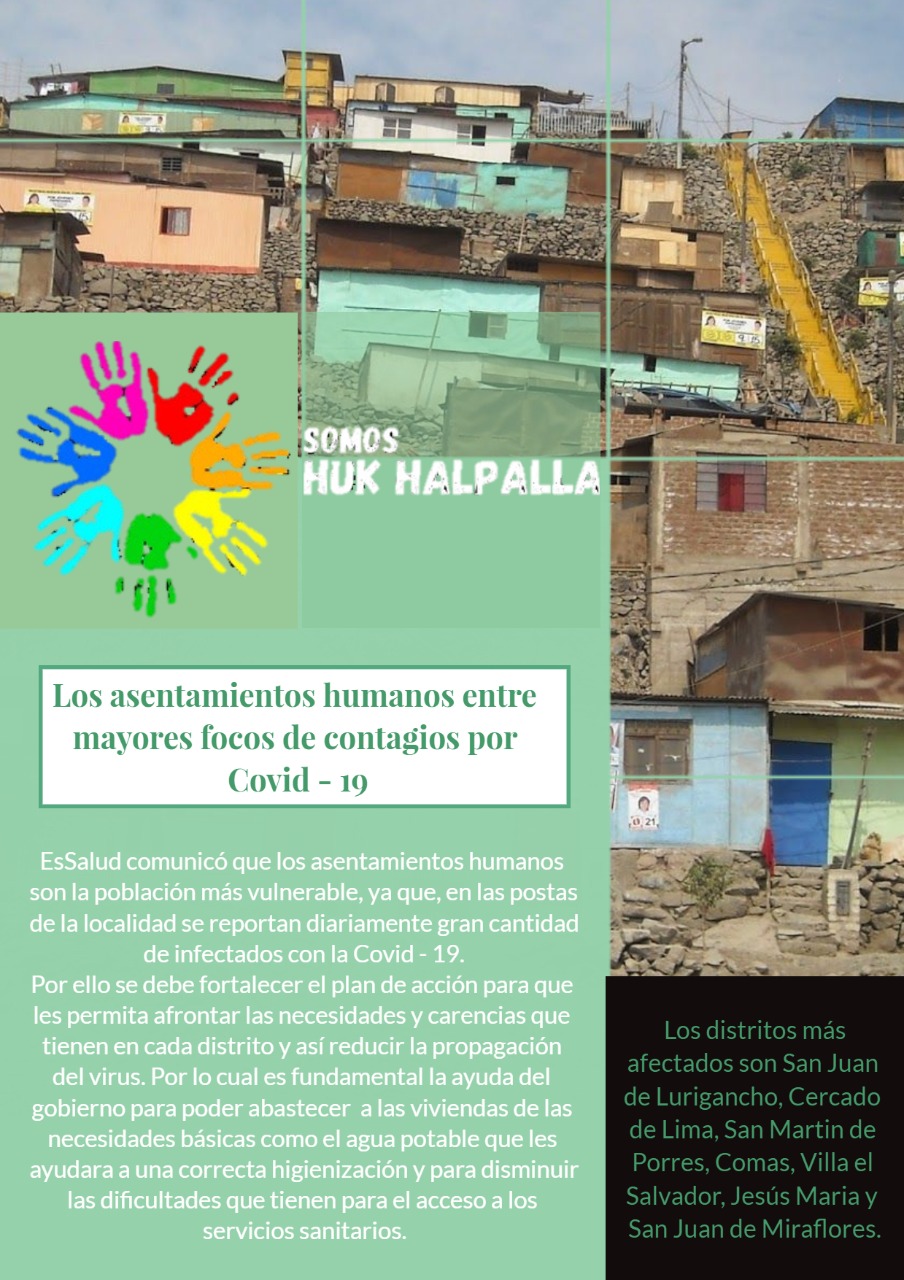 SOMOS
HUK HALPALLA
Los asentamientos humanos entre
mayores focos de contagios por
Covid - 19
EsSalud comunicó que los asentamientos humanos
son la población más vulnerable, ya que, en las postas
de la localidad se reportan diariamente gran cantidad
de infectados con la Covid - 19.
Por ello se debe fortalecer el plan de acción para que
les permita afrontar las necesidades y carencias que
tienen en cada distrito y así reducir la propagación
del virus. Por lo cual es fundamental la ayuda del
gobierno para poder abastecer  a las viviendas de las
necesidades básicas como el agua potable que les
ayudara a una correcta higienización y para disminuir
las dificultades que tienen para el acceso a los
servicios sanitarios.
21
Los distritos más
afectados son San Juan
de Lurigancho, Cercado
de Lima, San Martin de
Porres, Comas, Villa el
Salvador, Jesús Maria y
San Juan de Miraflores.